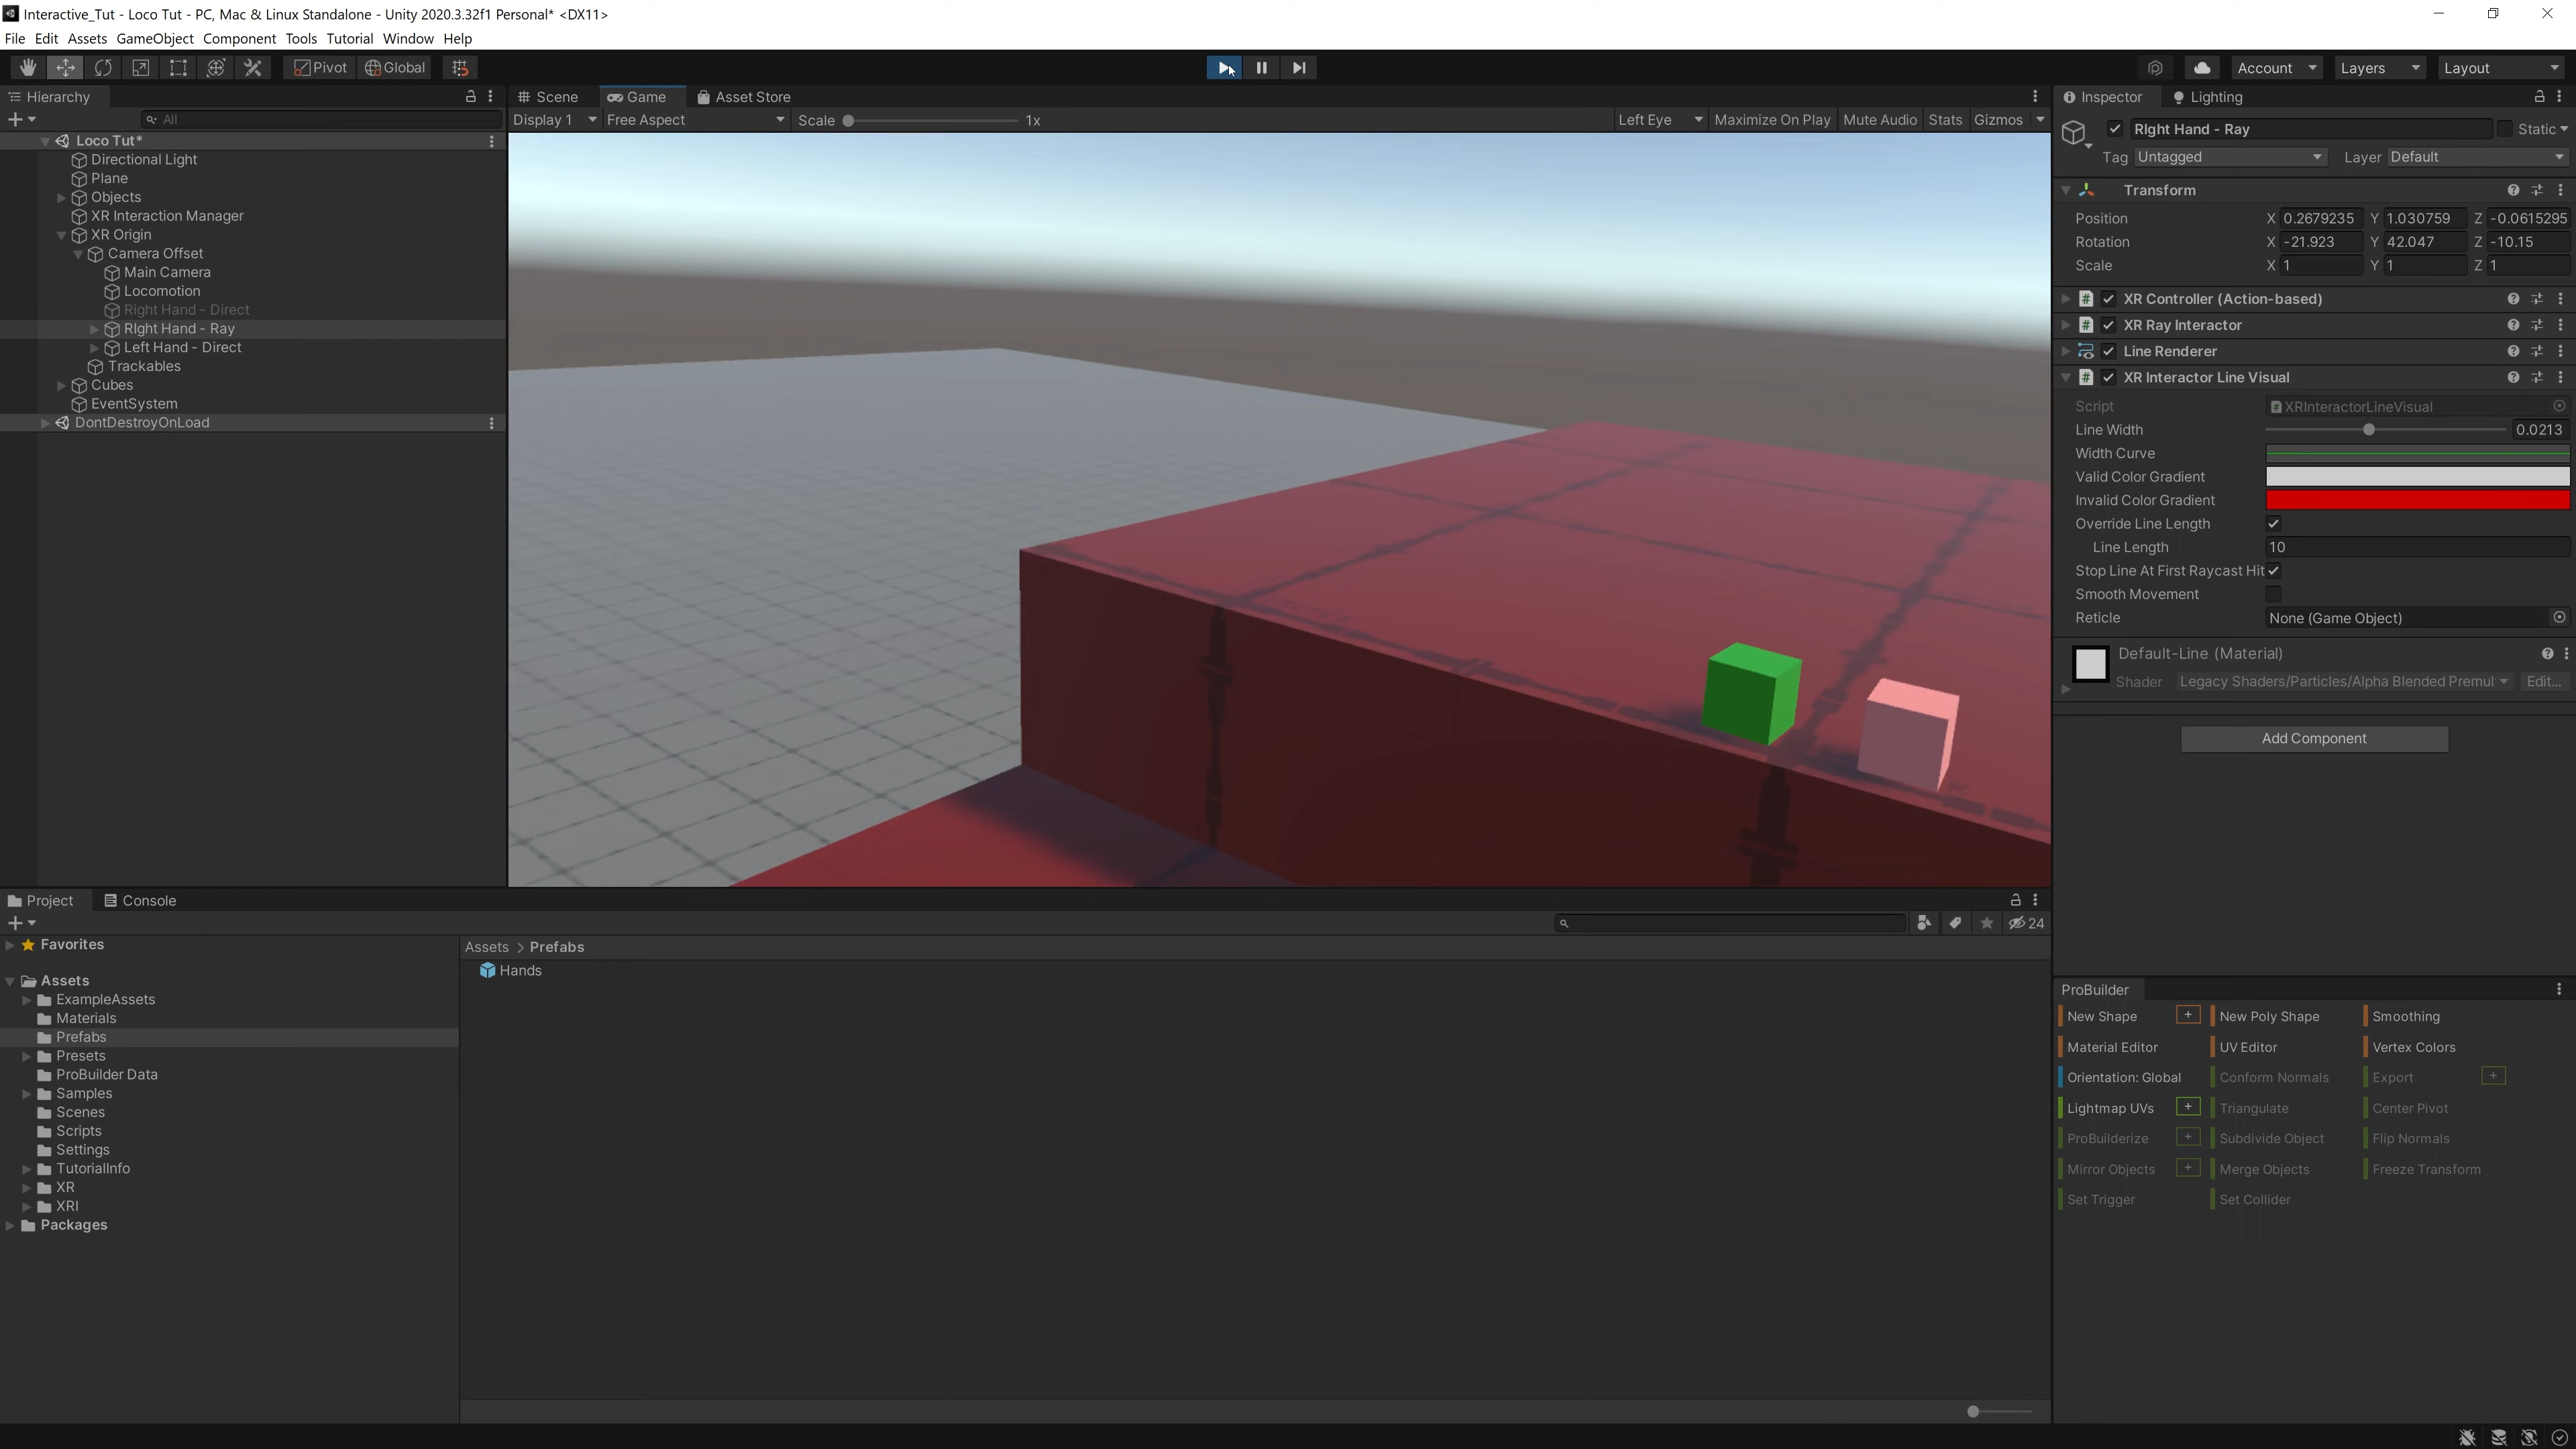 Interactive_Tut - Loco Tut - PC, Mac & Linux Standalone - Unity 2020.3.32f1 Personal* <DX11>
File Edit Assets GameObject Component Tools Tutorial Window Help
Pivot Global
Account Layers Layout
Hierarchy
All
Loco Tut*
Directional Light
Plane
Objects
XR Interaction Manager
XR Origin
Camera Offset
Main Camera
Locomotion
Right Hand - Direct
RIght Hand - Ray
Left Hand - Direct
Trackables
Cubes
EventSystem
DontDestroyOnLoad
Scene Game Asset Store
Display 1 Free Aspect Scale 1x Left Eye Maximize On Play Mute Audio Stats Gizmos
Inspector Lighting
RIght Hand - Ray Static
Tag Untagged Layer Default
Transform
Position X 0.2679235 Y 1.030759 Z -0.0615295
Rotation X -21.923 Y 42.047 Z -10.15
Scale X 1 Y 1 Z 1
XR Controller (Action-based)
XR Ray Interactor
Line Renderer
XR Interactor Line Visual
Script XRInteractorLineVisual
Line Width 0.0213
Width Curve
Valid Color Gradient
Invalid Color Gradient
Override Line Length
Line Length 10
Stop Line At First Raycast Hit
Smooth Movement
Reticle None (Game Object)
Default-Line (Material)
Shader Legacy Shaders/Particles/Alpha Blended Premul Edit...
Add Component
Project Console
24
Favorites
Assets
ExampleAssets
Materials
Prefabs
Presets
ProBuilder Data
Samples
Scenes
Scripts
Settings
TutorialInfo
XR
XRI
Packages
Assets > Prefabs
Hands
ProBuilder
New Shape + New Poly Shape Smoothing
Material Editor UV Editor Vertex Colors
Orientation: Global Conform Normals Export +
Lightmap UVs + Triangulate Center Pivot
ProBuilderize + Subdivide Object Flip Normals
Mirror Objects + Merge Objects Freeze Transform
Set Trigger Set Collider